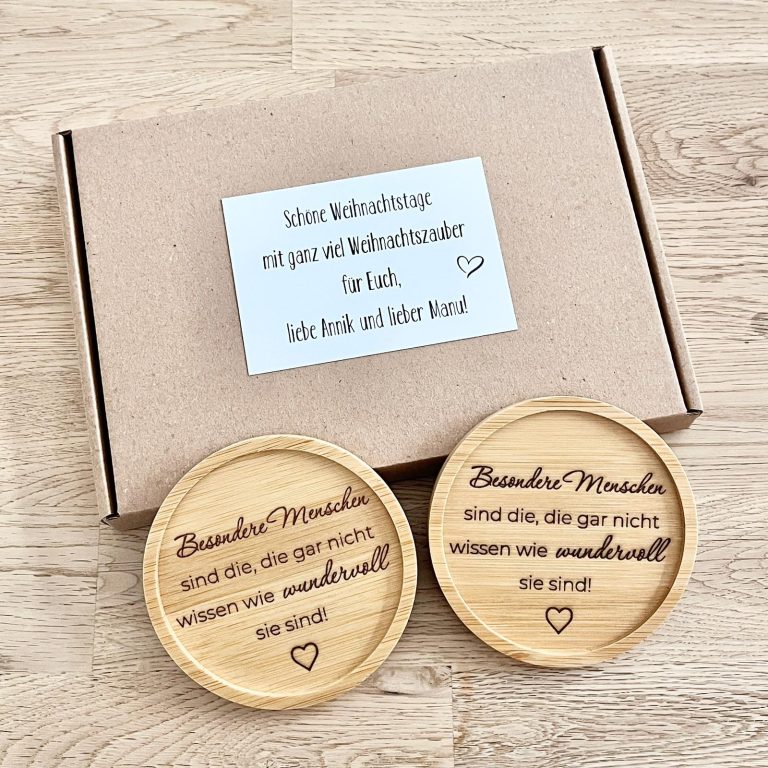 Schöne Weihnachtstage
mit ganz viel Weihnachtszauber
für Euch,
liebe Annik und lieber Manu!
Besondere Menschen
sind die, die gar nicht
wissen wie wundervoll
sie sind!
Besondere Menschen
sind die, die gar nicht
wissen wie wundervoll
sie sind!